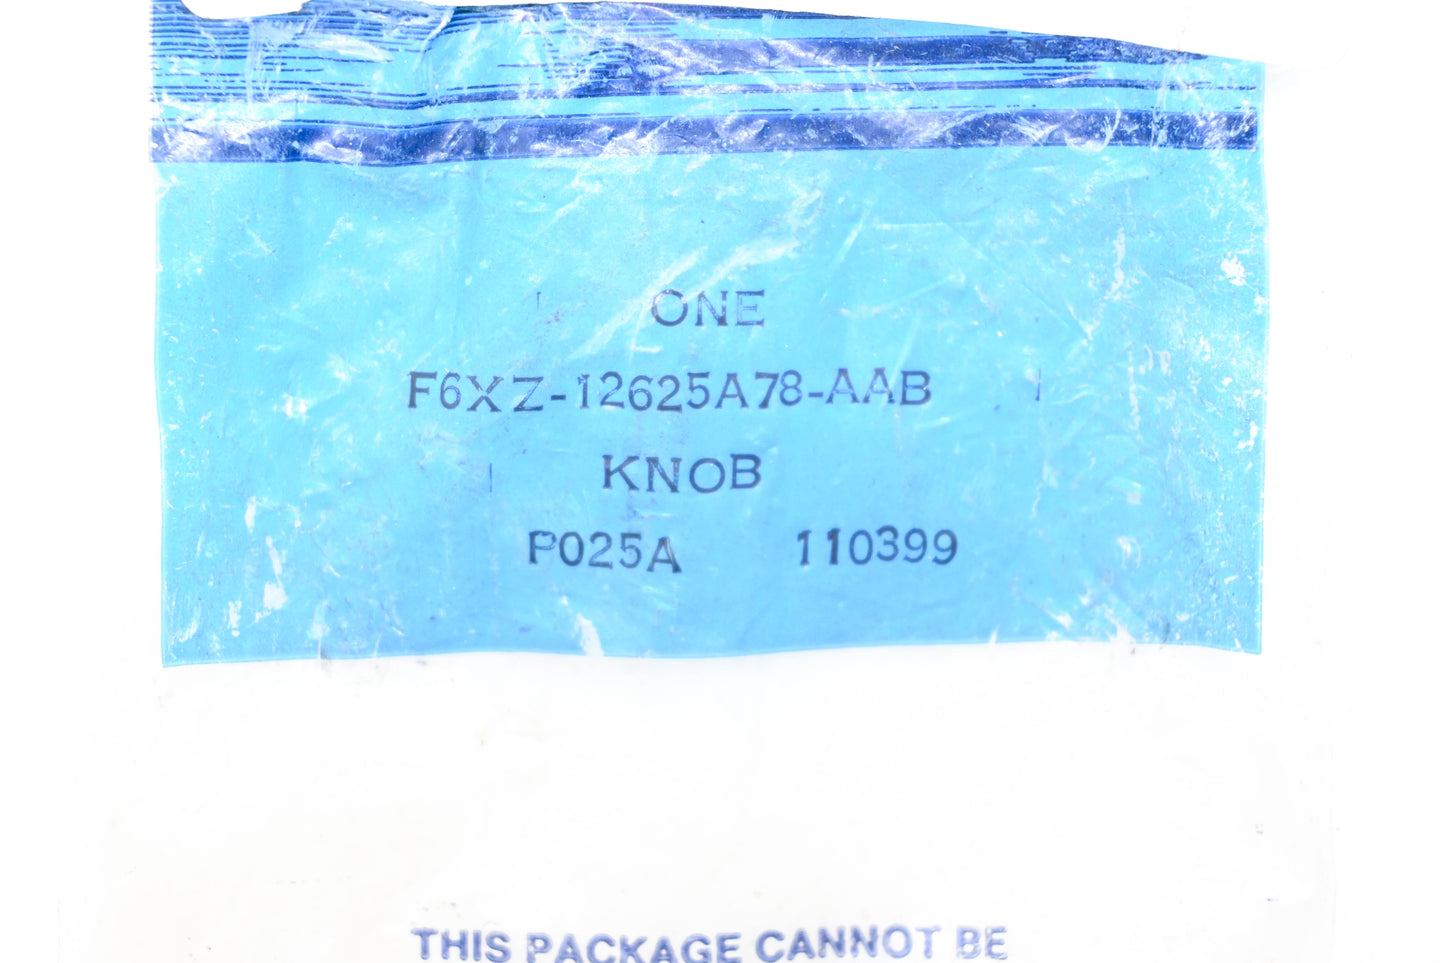 ONE
F6XZ-12625A78-AAB
KNOB
P025A 110399
THIS PACKAGE CANNOT BE